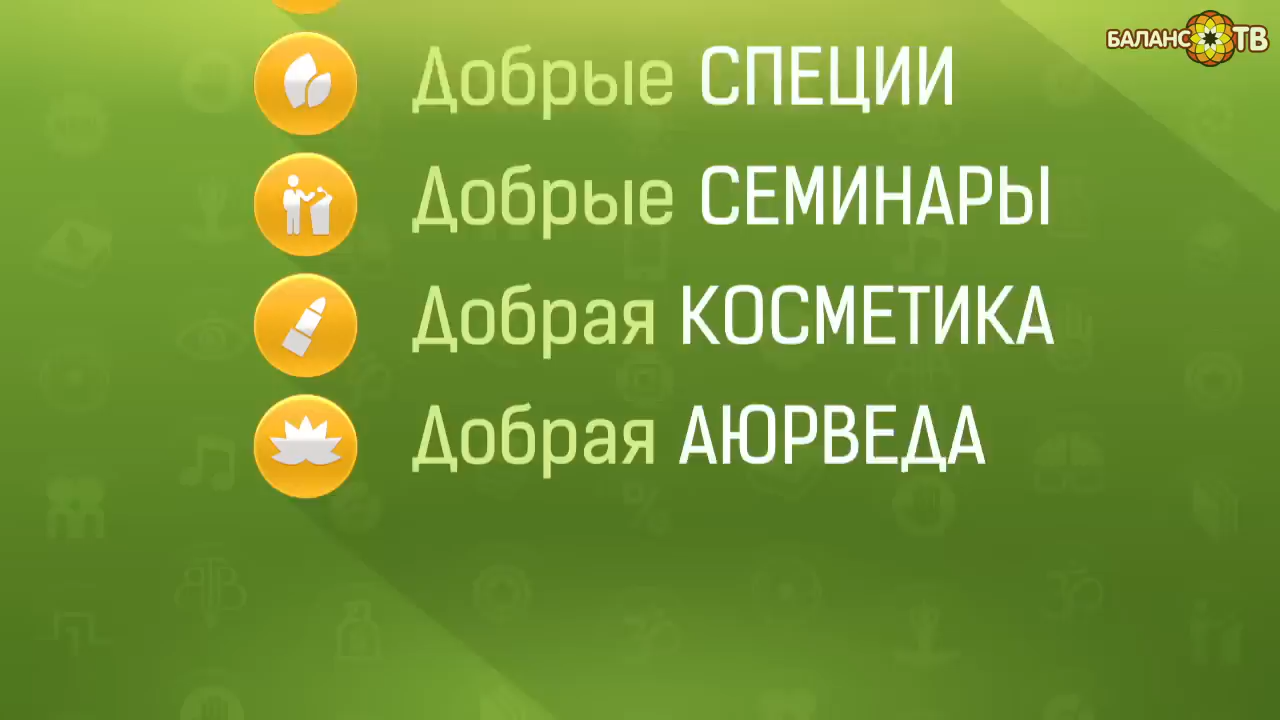 БАЛАНС ТВ
Добрые СПЕЦИИ
Добрые СЕМИНАРЫ
Добрая КОСМЕТИКА
Добрая АЮРВЕДА